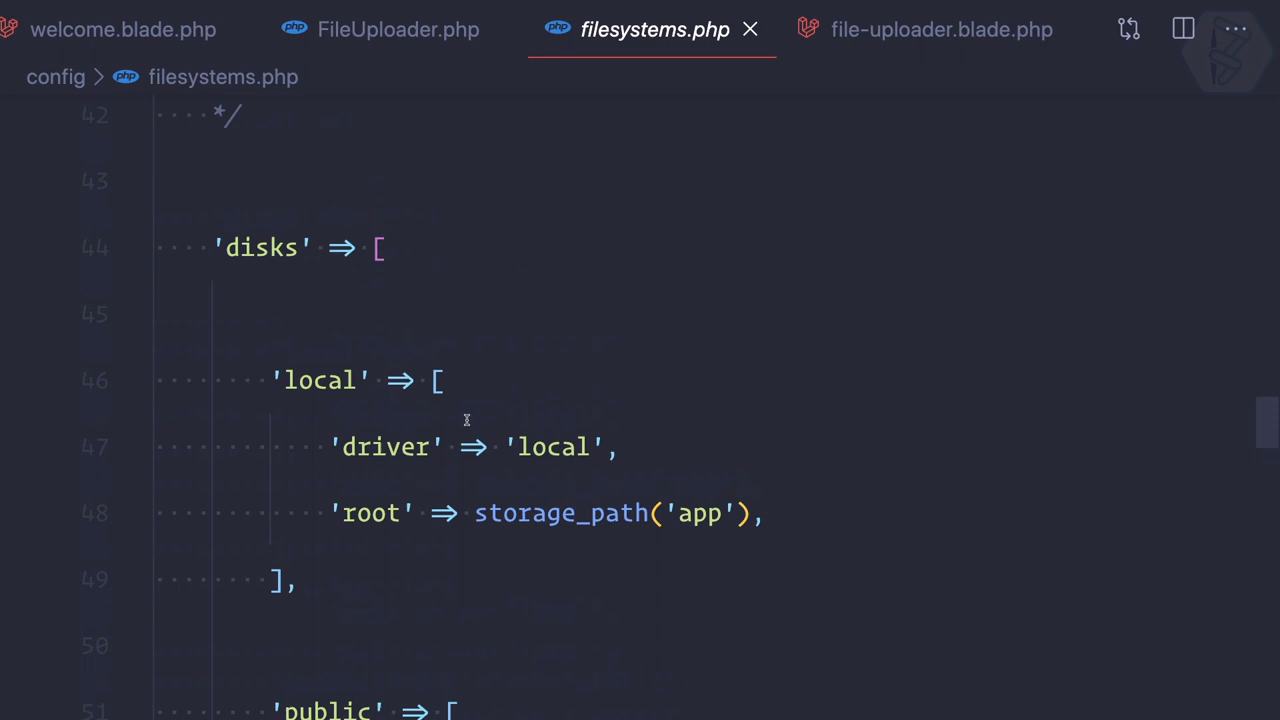 welcome.blade.php FileUploader.php filesystems.php file-uploader.blade.php
config > filesystems.php
42 */
43
44 'disks' => [
45
46 'local' => [
47 'driver' => 'local',
48 'root' => storage_path('app'),
49 ],
50
51 'public' => [